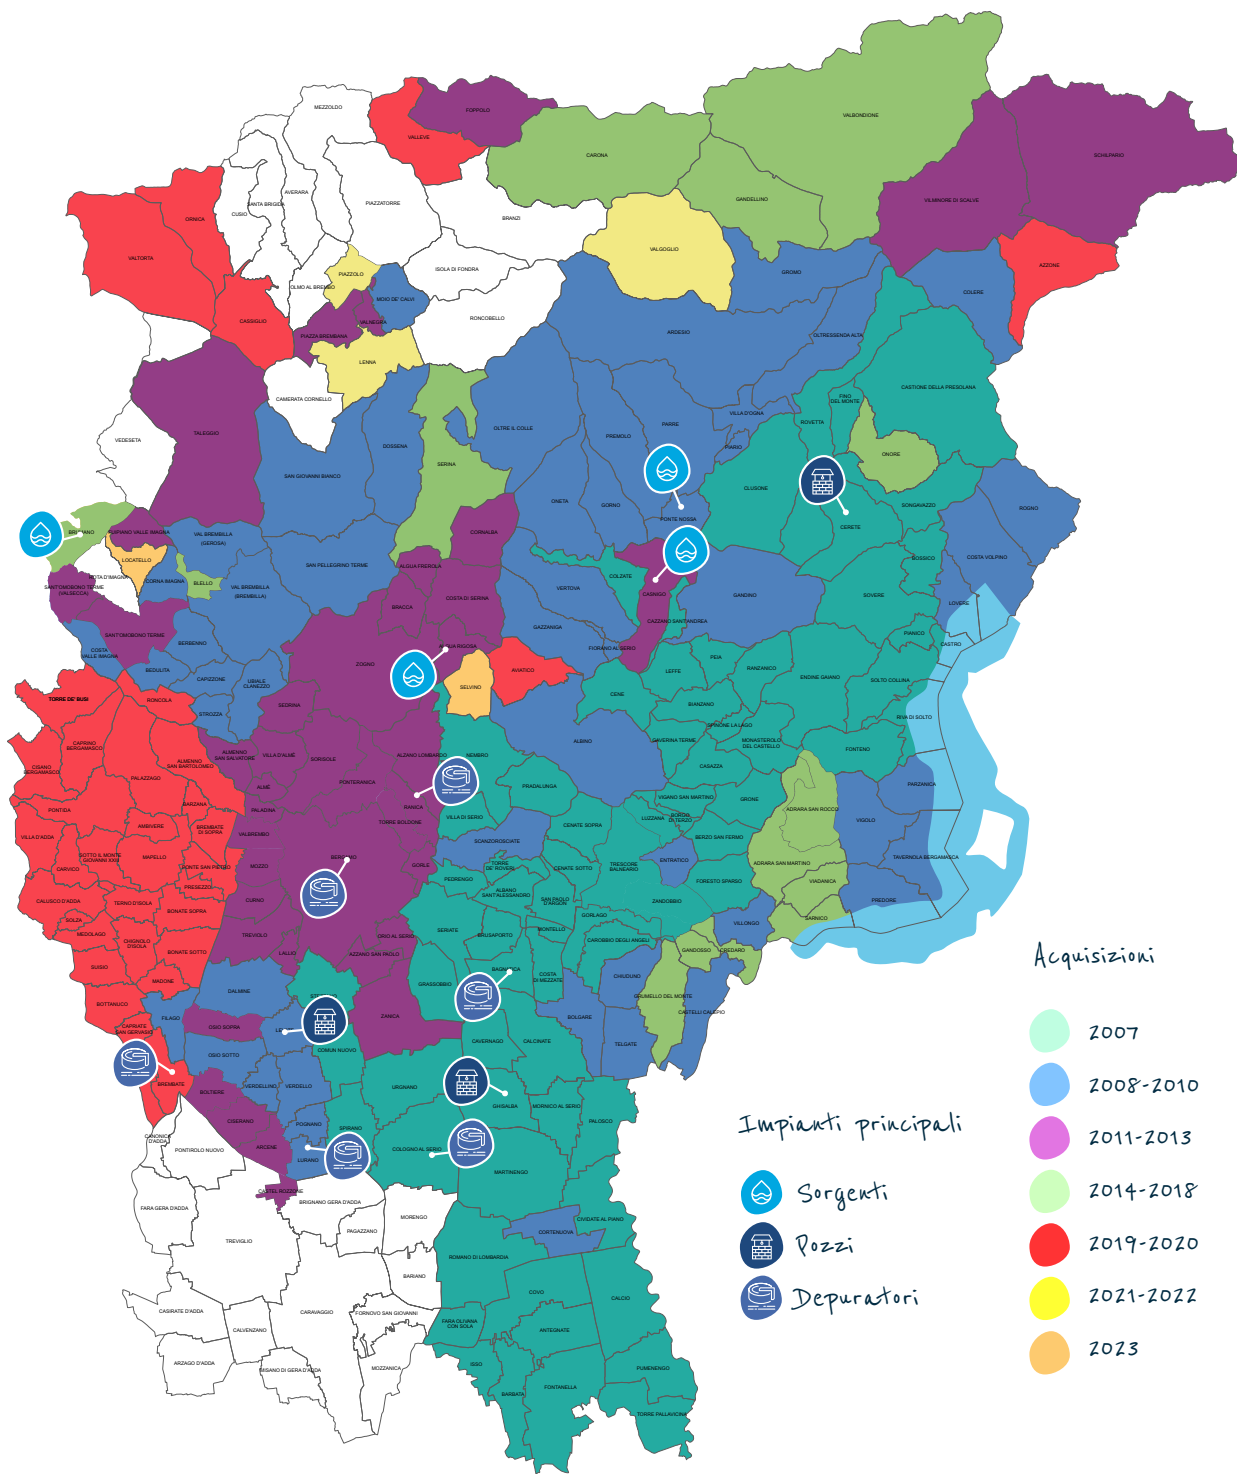 MEZZOLDO
FOPPOLO
VALLEVE
VALBONDIONE
CARONA
SCHILPARIO
AVERARA
SANTA BRIGIDA
CUSIO
ORNICA
PIAZZATORRE
BRANZI
GANDELLINO
VILMINORE DI SCALVE
VALTORTA
VALGOGLIO
AZZONE
ISOLA DI FONDRA
PIAZZOLO
GROMO
OLMO AL BREMBO
MOIO DE' CALVI
COLERE
CASSIGLIO
VALNEGRA
RONCOBELLO
PIAZZA BREMBANA
ARDESIO
OLTRESSENDA ALTA
LENNA
CASTIONE DELLA PRESOLANA
CAMERATA CORNELLO
FINO
DEL MONTE
VILLA D'OGNA
ROVETTA
PARRE
OLTRE IL COLLE
TALEGGIO
PREMOLO
VEDESETA
DOSSENA
PIARIO
ONORE
SERINA
SAN GIOVANNI BIANCO
CLUSONE
ONETA
GORNO
SONGAVAZZO
ROGNO
PONTE NOSSA
CERETE
FUIPIANO VALLE IMAGNA
VAL BREMBILLA
(GEROSA)
CORNALBA
LOCATELLO
BOSSICO
COSTA VOLPINO
SAN PELLEGRINO TERME
ALGUA FREROLA
COLZATE
ROTA D'IMAGNA
CORNA IMAGNA
BLELLO
VAL BREMBILLA
(BREMBILLA)
SANT'OMOBONO TERME
(VALSECCA)
VERTOVA
CASNIGO
GANDINO
SOVERE
COSTA DI SERINA
BRACCA
LOVERE
GAZZANIGA
CAZZANO SANT'ANDREA
SANT'OMOBONO TERME
PIANICO
BERBENNO
COSTA
VALLE IMAGNA
FIORANO AL SERIO
CASTRO
PEIA
ZOGNO
BEDULITA
CAPIZZONE
UBIALE
CLANEZZO
AVIATICO
LEFFE
RANZANICO
ENDINE GAIANO
SOLTO COLLINA
SELVINO
CENE
TORRE DE' BUSI
RONCOLA
SEDRINA
BIANZANO
STROZZA
RIVA DI SOLTO
SPINONE AL LAGO
CAPRINO
BERGAMASCO
ALMENNO
SAN SALVATORE
VILLA D'ALMÈ
SORISOLE
ALZANO LOMBARDO
NEMBRO
ALBINO
GAVERINA TERME
MONASTEROLO
DEL CASTELLO
FONTENO
CISANO
BERGAMASCO
ALMENNO
SAN BARTOLOMEO
PALAZZAGO
CASAZZA
ALMÈ
PONTERANICA
PRADALUNGA
PARZANICA
PONTIDA
BARZANA
PALADINA
RANICA
VIGANO SAN MARTINO
GRONE
ADRARA SAN ROCCO
VILLA DI SERIO
LUZZANA
BORGO
DI TERZO
TORRE BOLDONE
CENATE SOPRA
VIGOLO
VILLA D'ADDA
AMBIVERE
BREMBATE
DI SOPRA
VALBREMBO
BERZO SAN FERMO
SCANZOROSCIATE
SOTTO IL MONTE
GIOVANNI XXIII
MAPELLO
TAVERNOLA BERGAMASCA
CARVICO
PONTE SAN PIETRO
MOZZO
GORLE
TORRE
DE' ROVERI
CENATE SOTTO
TRESCORE
BALNEARIO
ENTRATICO
ADRARA SAN MARTINO
PEDRENGO
FORESTO SPARSO
VIADANICA
PRESEZZO
CALUSCO D'ADDA
TERNO D'ISOLA
CURNO
ALBANO
SANT'ALESSANDRO
SAN PAOLO
D'ARGON
ZANDOBBIO
PREDORE
BONATE SOPRA
SOLZA
GORLAGO
SARNICO
SERIATE
MONTELLO
VILLONGO
MEDOLAGO
TREVIOLO
ORIO AL SERIO
BRUSAPORTO
CAROBBIO DEGLI ANGELI
CHIGNOLO
D'ISOLA
BONATE SOTTO
LALLIO
AZZANO SAN PAOLO
GANDOSSO
CREDARO
SUISIO
MADONE
DALMINE
GRASSOBBIO
COSTA
DI MEZZATE
CHIUDUNO
GRUMELLO DEL MONTE
BOTTANUCO
FILAGO
OSIO SOPRA
ZANICA
BOLGARE
CASTELLI CALEPIO
CAPRIATE
SAN GERVASIO
CAVERNAGO
CALCINATE
TELGATE
COMUN NUOVO
OSIO SOTTO
BREMBATE
BOLTIERE
VERDELLINO
VERDELLO
URGNANO
GHISALBA
MORNICO AL SERIO
PALOSCO
CISERANO
POGNANO
SPIRANO
CANONICA
D'ADDA
PONTIROLO NUOVO
ARCENE
COLOGNO AL SERIO
LURANO
MARTINENGO
CASTEL ROZZONE
BRIGNANO GERA D'ADDA
FARA GERA D'ADDA
MORENGO
CIVIDATE AL PIANO
PAGAZZANO
CORTENUOVA
TREVIGLIO
ROMANO DI LOMBARDIA
BARIANO
COVO
CALCIO
CASIRATE D'ADDA
CARAVAGGIO
FORNOVO SAN GIOVANNI
FARA OLIVANA
CON SOLA
CALVENZANO
ANTEGNATE
ARZAGO D'ADDA
MISANO DI GERA D'ADDA
MOZZANICA
ISSO
PUMENENGO
FONTANELLA
BARBATA
TORRE PALLAVICINA
Acquisizioni
2007
2008-2010
2011-2013
2014-2018
2019-2020
2021-2022
2023
Impianti principali
Sorgenti
Pozzi
Depuratori